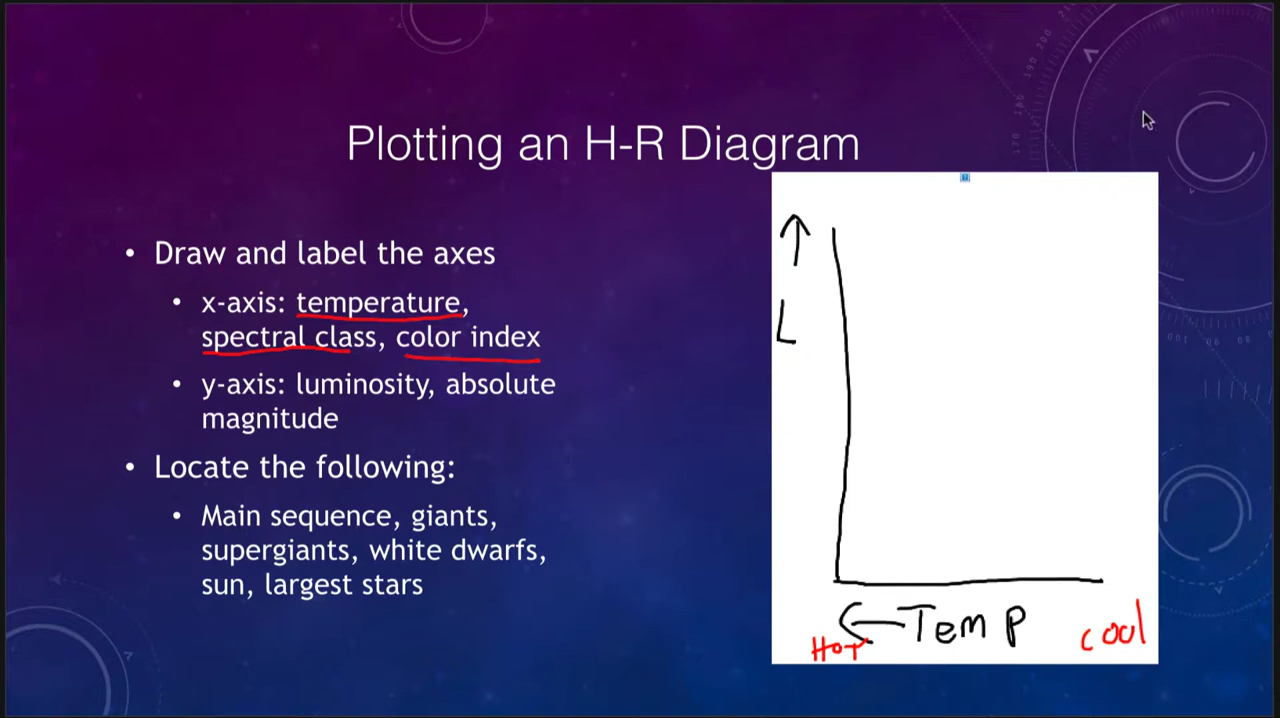 Plotting an H-R Diagram
• Draw and label the axes
• x-axis: temperature,
spectral class, color index
• y-axis: luminosity, absolute
magnitude
• Locate the following:
• Main sequence, giants,
supergiants, white dwarfs,
sun, largest stars
L
Temp
HOT
cool